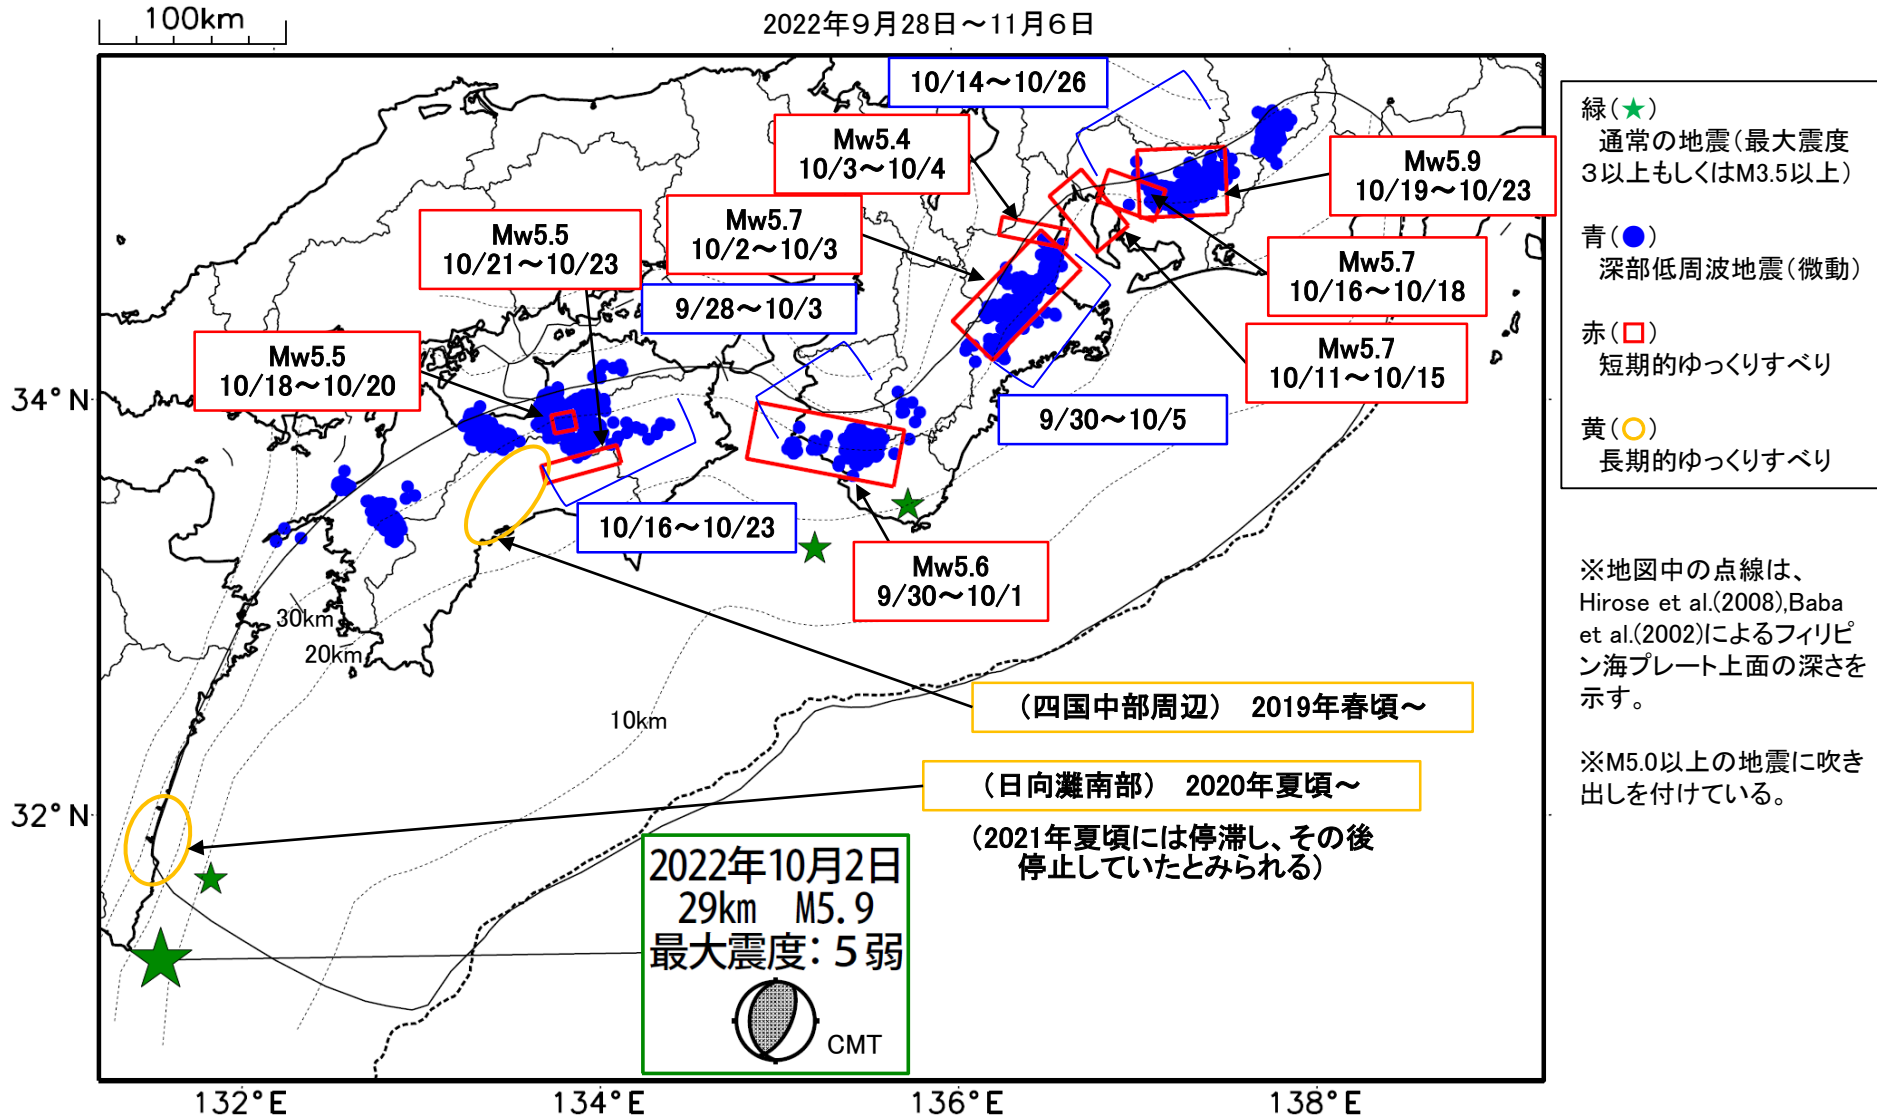 100km
2022年9月28日～11月6日
10/14～10/26
Mw5.4
10/3～10/4
Mw5.9
10/19～10/23
Mw5.7
10/2～10/3
Mw5.5
10/21～10/23
Mw5.7
10/16～10/18
9/28～10/3
Mw5.7
10/11～10/15
Mw5.5
10/18～10/20
34°N
9/30～10/5
10/16～10/23
Mw5.6
9/30～10/1
30km
20km
10km
(四国中部周辺) 2019年春頃～
(日向灘南部) 2020年夏頃～
(2021年夏頃には停滞し、その後
停止していたとみられる)
32°N
2022年10月2日
29km M5.9
最大震度：５弱
CMT
132°E
134°E
136°E
138°E
緑(★)
通常の地震(最大震度
３以上もしくはM3.5以上)
青(●)
深部低周波地震(微動)
赤(□)
短期的ゆっくりすべり
黄(○)
長期的ゆっくりすべり
※地図中の点線は、
Hirose et al.(2008),Baba
et al.(2002)によるフィリピ
ン海プレート上面の深さを
示す。
※M5.0以上の地震に吹き
出しを付けている。